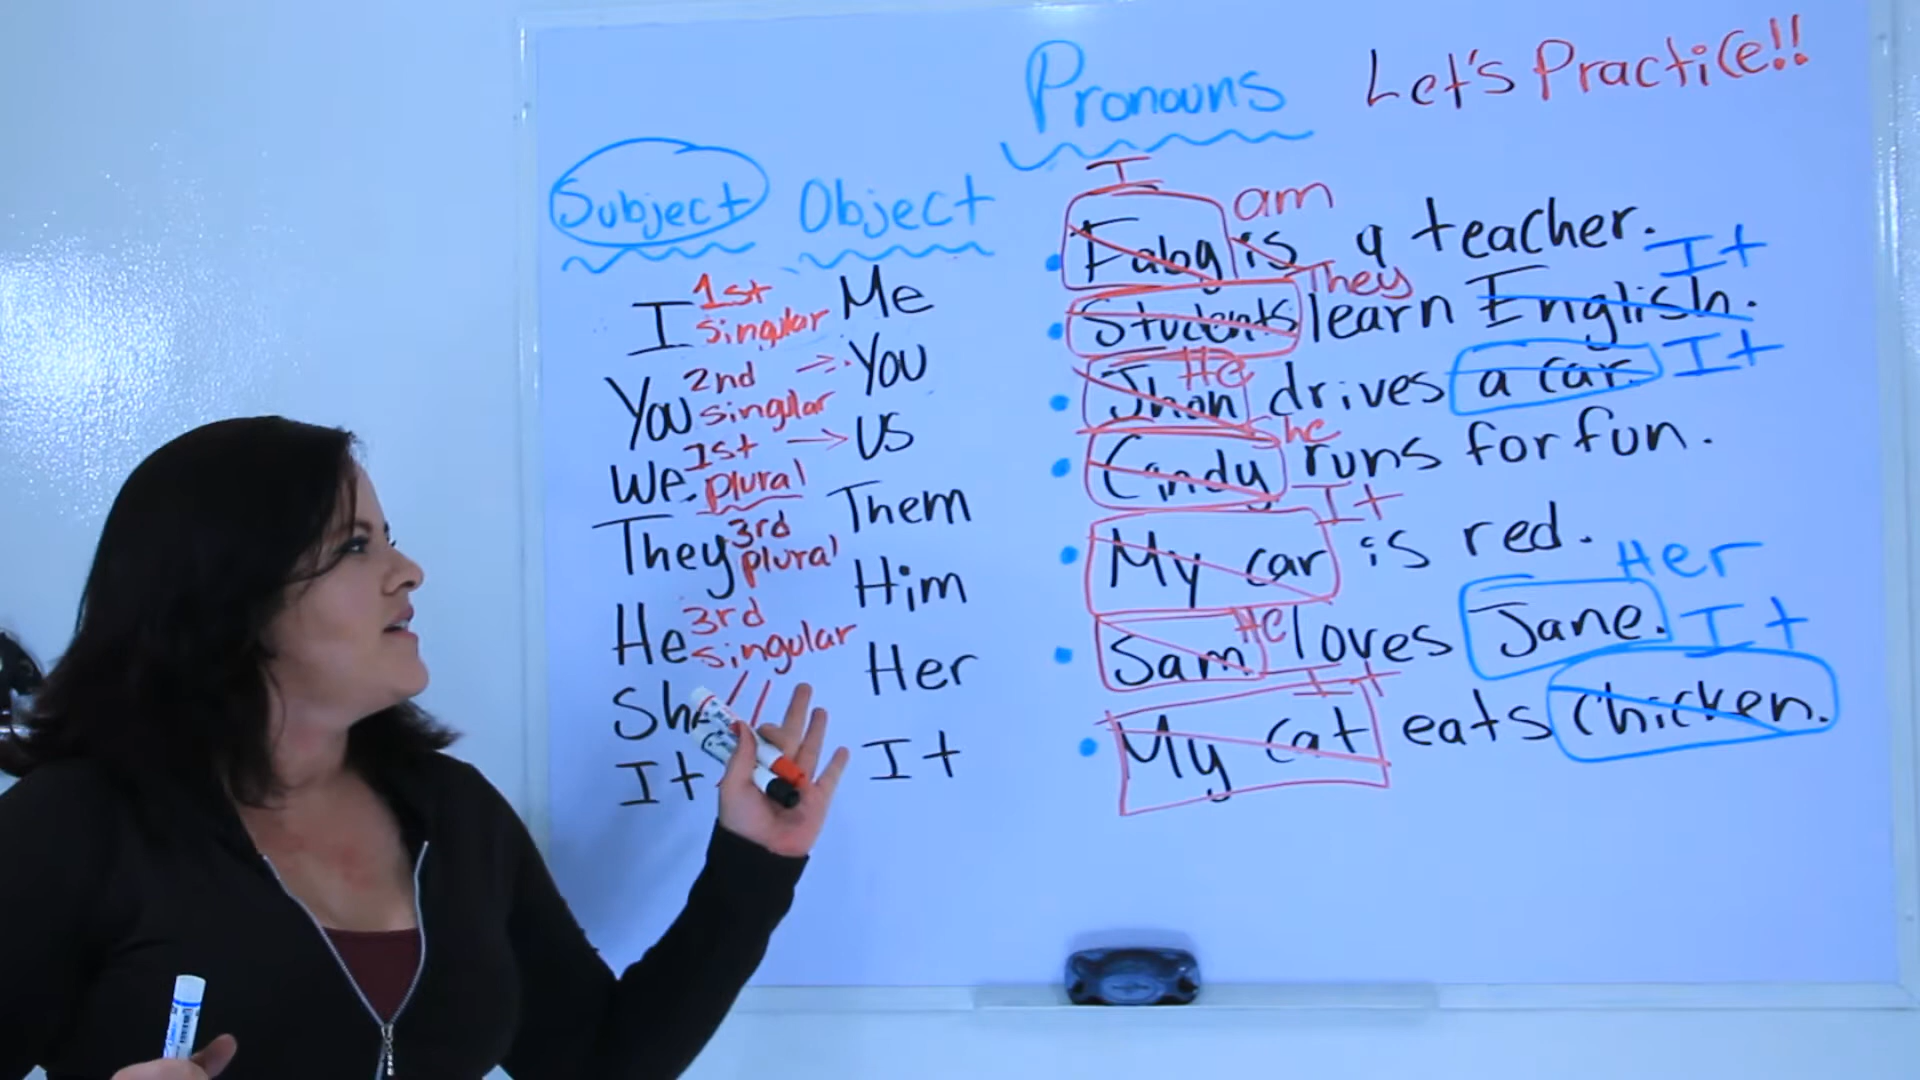 Pronouns Let's Practice!!
Subject Object
I 1st singular Me
You 2nd singular => You
We 1st plural → US
They 3rd plural Them
He 3rd singular Him
She Her
It It
I am
• Faby is a teacher.
They It
• Students learn English.
He It
• Jhon drives a car.
She
• Cindy runs for fun.
It
• My car is red.
He Her
• Sam loves Jane.
It It
• My cat eats Chicken.